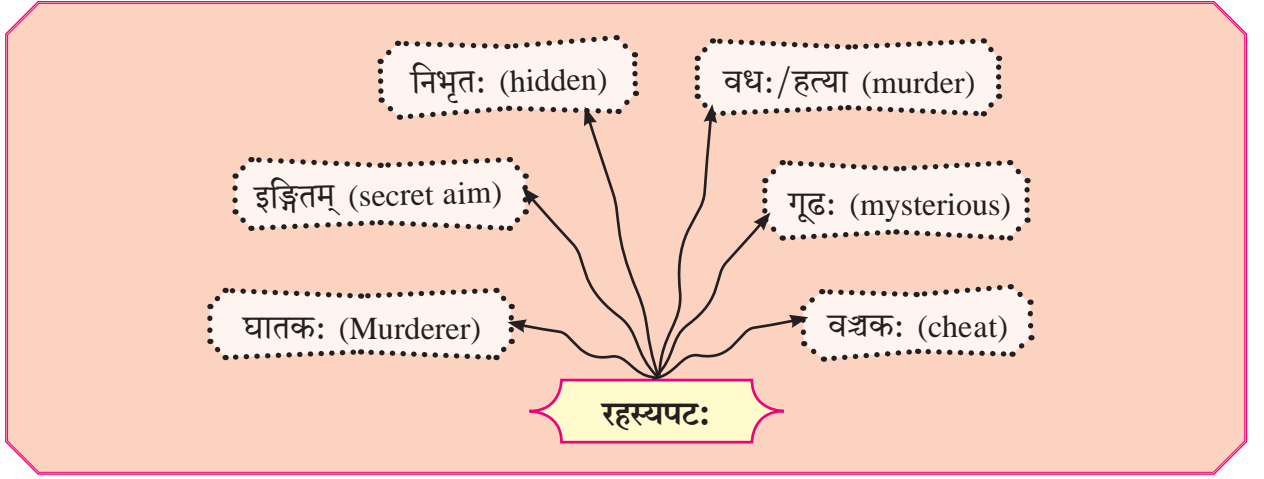 निभृतः (hidden)
वधः/हत्या (murder)
इङ्गितम् (secret aim)
गूढः (mysterious)
घातकः (Murderer)
वञ्चकः (cheat)
रहस्यपटः